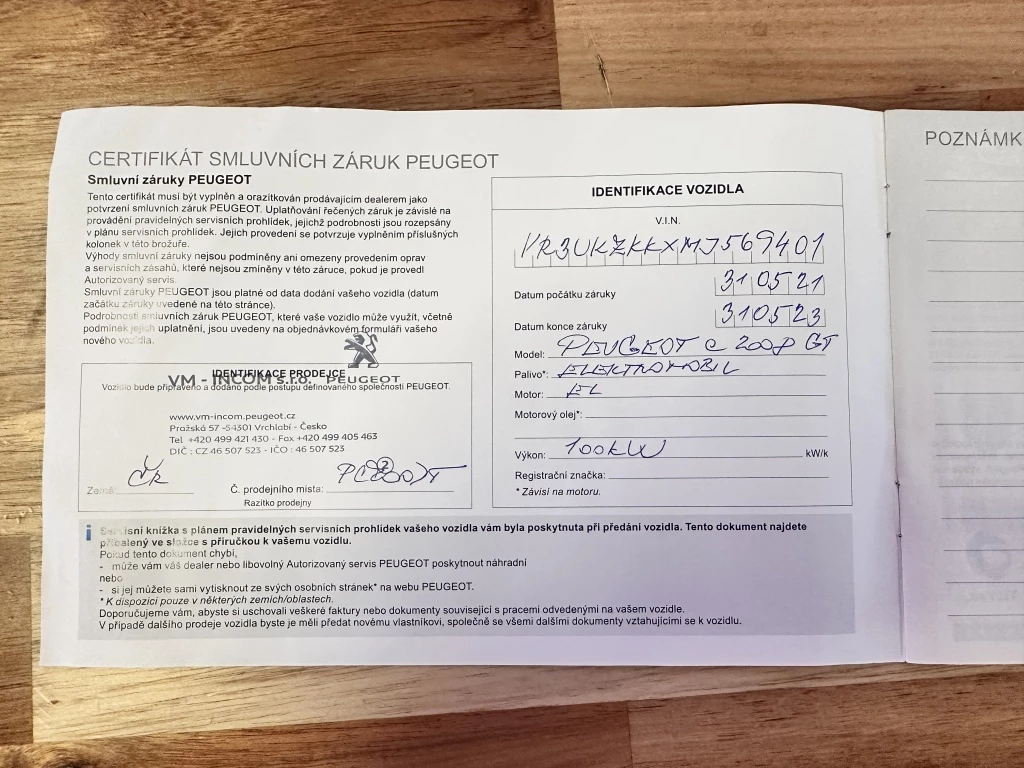 CERTIFIKÁT SMLUVNÍCH ZÁRUK PEUGEOT
Smluvní záruky PEUGEOT
Tento certifikát musí být vyplněn a orazítkován prodávajícím dealerem jako
potvrzení smluvních záruk PEUGEOT. Uplatňování řečených záruk je závislé na
provádění pravidelných servisních prohlídek, jejichž podrobnosti jsou rozepsány
v plánu servisních prohlídek. Jejich provedení se potvrzuje vyplněním příslušných
kolonek v této brožuře.
Výhody smluvní záruky nejsou podmíněny ani omezeny provedením oprav
a servisních zásahů, které nejsou zmíněny v této záruce, pokud je provedl
Autorizovaný servis.
Smluvní záruky PEUGEOT jsou platné od data dodání vašeho vozidla (datum
začátku záruky uvedené na této stránce).
Podrobnosti smluvních záruk PEUGEOT, které vaše vozidlo může využít, včetně
podmínek jejich uplatnění, jsou uvedeny na objednávkovém formuláři vašeho
nového vozidla.
IDENTIFIKACE PRODEJCE
VM - INCOM s.r.o. PEUGEOT
Vozidlo bude připraveno a dodáno podle postupu definovaného společností PEUGEOT.
www.vm-incom.peugeot.cz
Pražská 57 -54301 Vrchlabí - Česko
Tel +420 499 421 430 - Fax +420 499 405 463
DIČ : CZ 46 507 523 - IČO : 46 507 523
Země: ČR Č. prodejního místa:
Razítko prodejny
IDENTIFIKACE VOZIDLA
V.I.N.
VR3UKZKKXMJ569401
Datum počátku záruky 310521
Datum konce záruky 310523
Model: PEUGEOT e 2008 GT
Palivo*: ELEKTROMOBIL
Motor: EL
Motorový olej*:
Výkon: 100kW kW/k
Registrační značka:
* Závisí na motoru.
i Servisní knížka s plánem pravidelných servisních prohlídek vašeho vozidla vám byla poskytnuta při předání vozidla. Tento dokument najdete
přibalený ve složce s příručkou k vašemu vozidlu.
Pokud tento dokument chybí,
- může vám váš dealer nebo libovolný Autorizovaný servis PEUGEOT poskytnout náhradní
nebo
- si jej můžete sami vytisknout ze svých osobních stránek* na webu PEUGEOT.
* K dispozici pouze v některých zemích/oblastech.
Doporučujeme vám, abyste si uschovali veškeré faktury nebo dokumenty související s pracemi odvedenými na vašem vozidle.
V případě dalšího prodeje vozidla byste je měli předat novému vlastníkovi, společně se všemi dalšími dokumenty vztahujícími se k vozidlu.
POZNÁMK